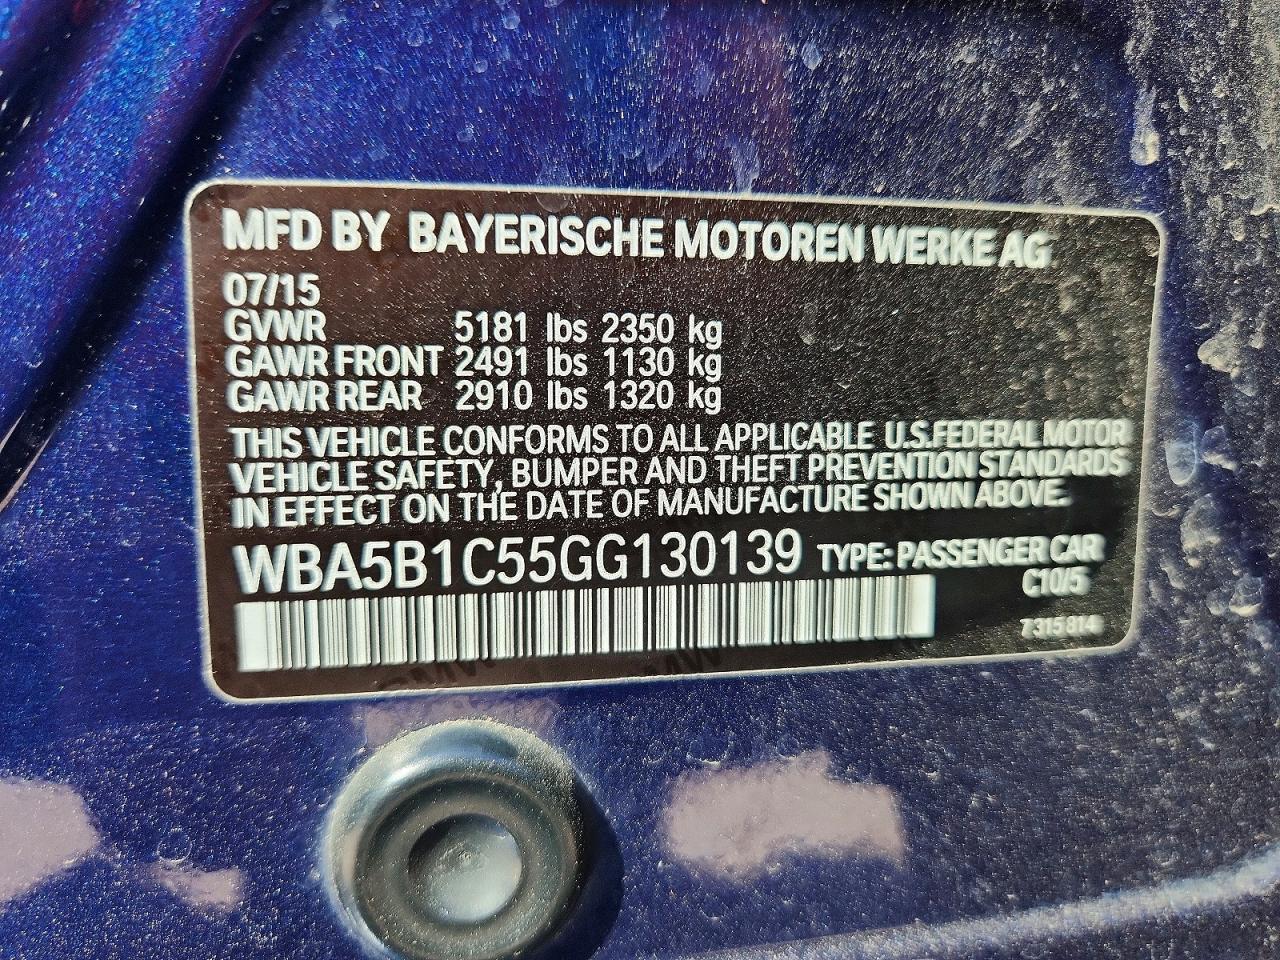 MFD BY BAYERISCHE MOTOREN WERKE AG
07/15
GVWR 5181 lbs 2350 kg
GAWR FRONT 2491 lbs 1130 kg
GAWR REAR 2910 lbs 1320 kg
THIS VEHICLE CONFORMS TO ALL APPLICABLE U.S.FEDERAL MOTOR
VEHICLE SAFETY, BUMPER AND THEFT PREVENTION STANDARDS
IN EFFECT ON THE DATE OF MANUFACTURE SHOWN ABOVE.
WBA5B1C55GG130139 TYPE: PASSENGER CAR
C10/5
7 315 814